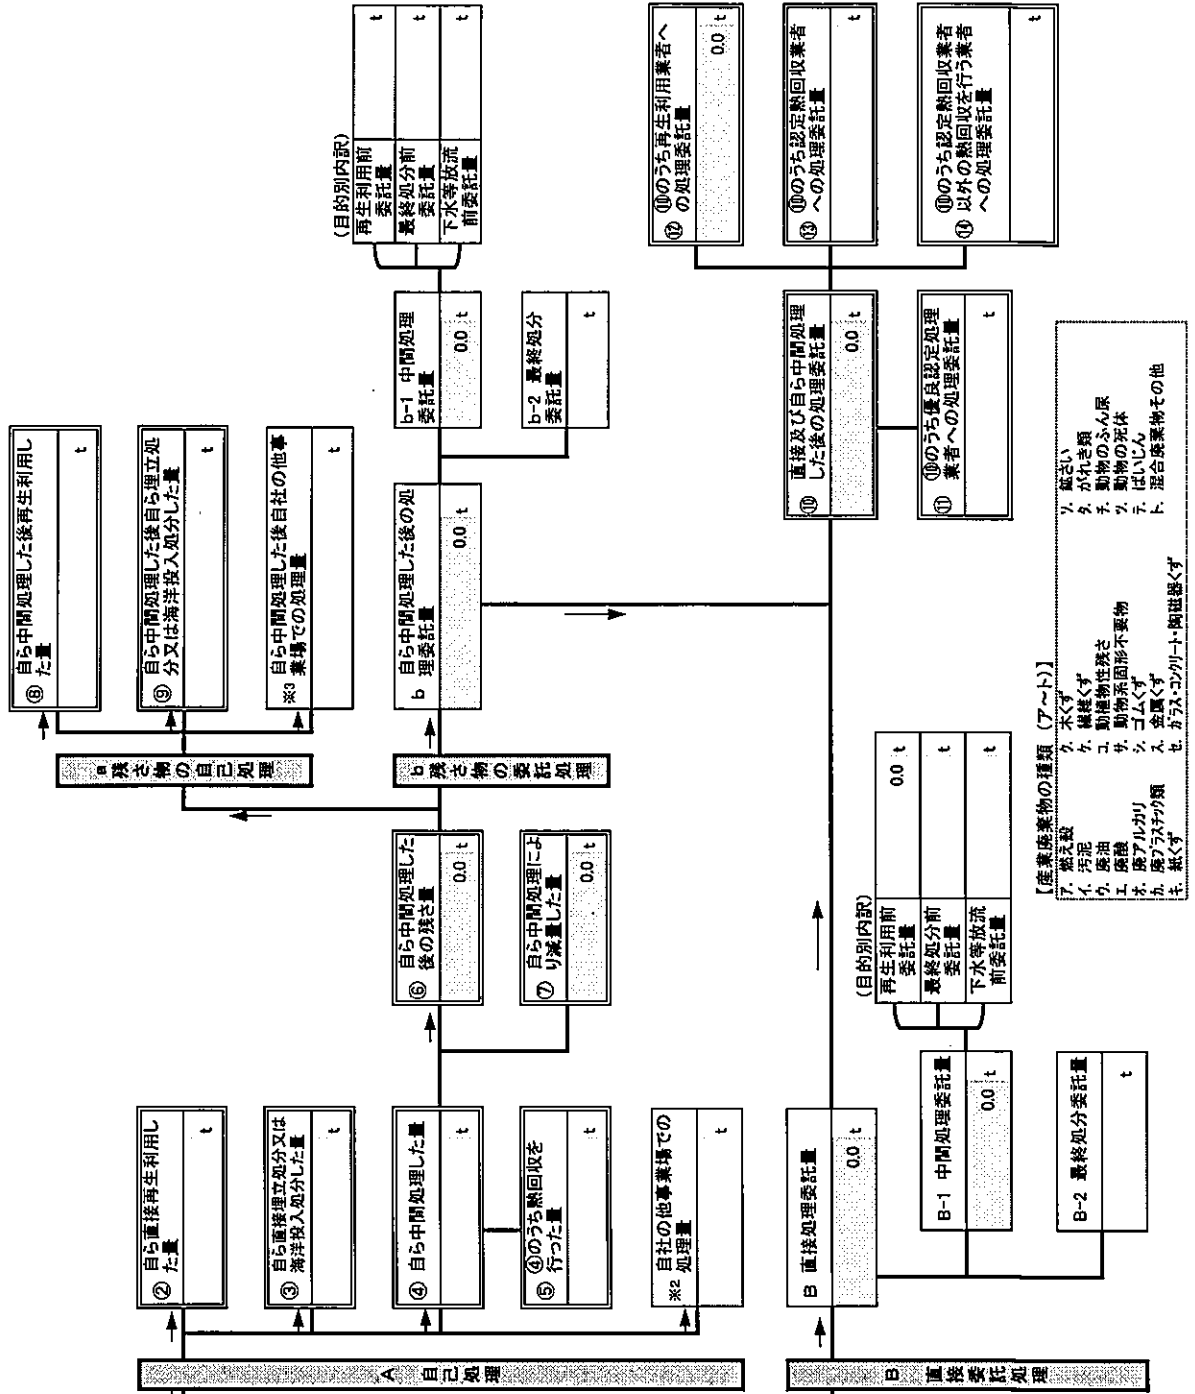 A 自己処理
② 自ら直接再生利用し
た量
t
③ 自ら直接埋立処分又は
海洋投入処分した量
t
④ 自ら中間処理した量
t
⑤ ④のうち熱回収を
行った量
t
※2 自社の他事業場での
処理量
t
⑥ 自ら中間処理した
後の残さ量
0.0 t
⑦ 自ら中間処理によ
り減量した量
0.0 t
a 残さ物の自己処理
⑧ 自ら中間処理した後再生利用し
た量
t
⑨ 自ら中間処理した後自ら埋立処
分又は海洋投入処分した量
t
※3 自ら中間処理した後自社の他事
業場での処理量
t
b 残さ物の委託処理
b 自ら中間処理した後の処
理委託量
0.0 t
b-1 中間処理
委託量
0.0 t
b-2 最終処分
委託量
t
(目的別内訳)
再生利用前
委託量
t
最終処分前
委託量
t
下水等放流
前委託量
t
B 直接委託処理
B 直接処理委託量
0.0 t
B-1 中間処理委託量
0.0 t
B-2 最終処分委託量
t
(目的別内訳)
再生利用前
委託量
0.0 t
最終処分前
委託量
t
下水等放流
前委託量
t
⑩ 直接及び自ら中間処理
した後の処理委託量
0.0 t
⑪ ⑩のうち優良認定処理
業者への処理委託量
t
⑫ ⑩のうち再生利用業者へ
の処理委託量
0.0 t
⑬ ⑩のうち認定熱回収業者
への処理委託量
t
⑭ ⑩のうち認定熱回収業者
以外の熱回収を行う業者
への処理委託量
t
【産業廃棄物の種類 (ア～ト)】
ア. 燃え殻
イ. 汚泥
ウ. 廃油
エ. 廃酸
オ. 廃アルカリ
カ. 廃プラスチック類
キ. 紙くず
ク. 木くず
ケ. 繊維くず
コ. 動植物性残さ
サ. 動物系固形不要物
シ. ゴムくず
ス. 金属くず
セ. ガラス・コンクリート・陶磁器くず
ソ. 鉱さい
タ. がれき類
チ. 動物のふん尿
ツ. 動物の死体
テ. ばいじん
ト. 混合廃棄物その他